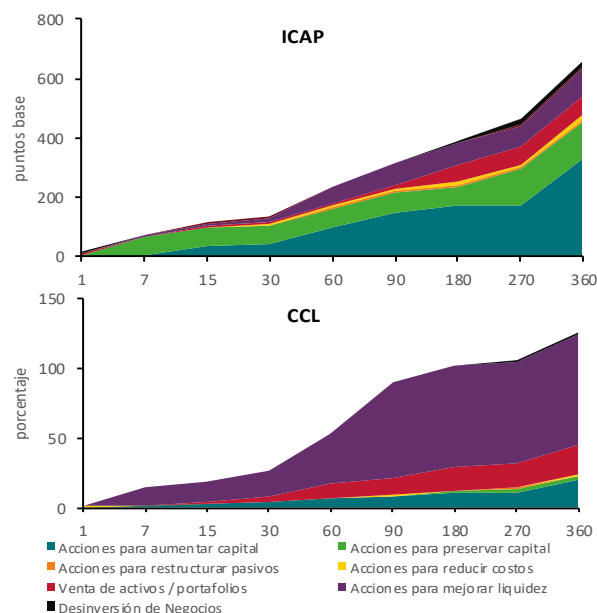 ICAP
puntos base
800
600
400
200
0
1 7 15 30 60 90 180 270 360
CCL
porcentaje
150
100
50
0
1 7 15 30 60 90 180 270 360
Acciones para aumentar capital Acciones para preservar capital
Acciones para restructurar pasivos Acciones para reducir costos
Venta de activos / portafolios Acciones para mejorar liquidez
Desinversión de Negocios